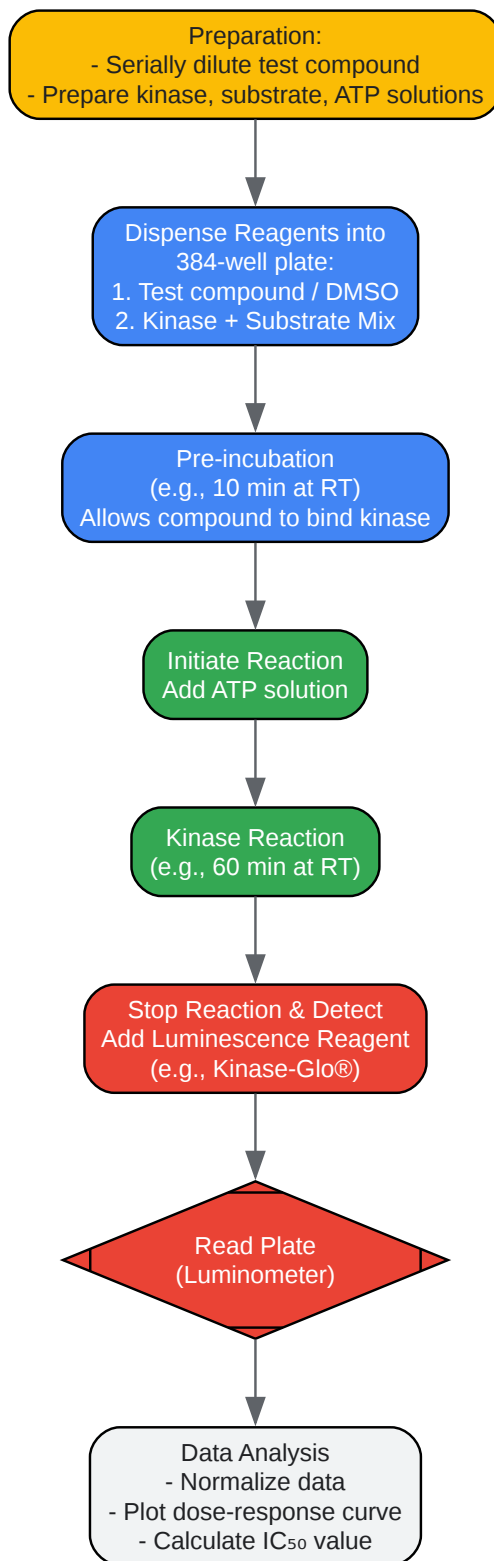 Preparation:
- Serially dilute test compound
- Prepare kinase, substrate, ATP solutions
Dispense Reagents into
384-well plate:
1. Test compound / DMSO
2. Kinase + Substrate Mix
Pre-incubation
(e.g., 10 min at RT)
Allows compound to bind kinase
Initiate Reaction
Add ATP solution
Kinase Reaction
(e.g., 60 min at RT)
Stop Reaction & Detect
Add Luminescence Reagent
(e.g., Kinase-Glo®)
Read Plate
(Luminometer)
Data Analysis
- Normalize data
- Plot dose-response curve
- Calculate IC₅₀ value